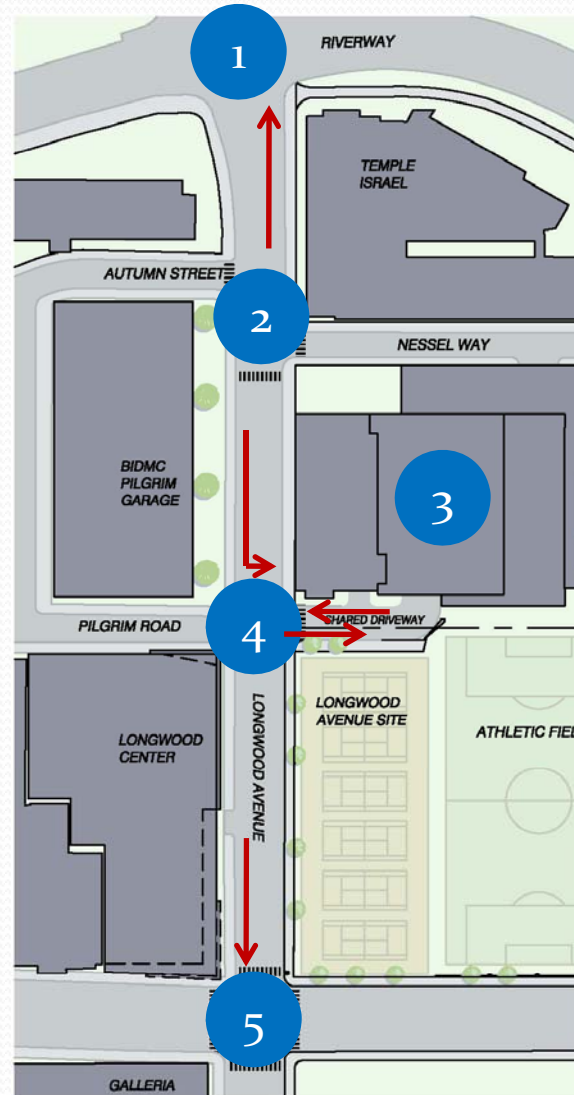 1
RIVERWAY
TEMPLE
ISRAEL
AUTUMN STREET
2
NESSEL WAY
BIDMC
PILGRIM
GARAGE
3
SHARED DRIVEWAY
PILGRIM ROAD
4
LONGWOOD
AVENUE SITE
ATHLETIC FIEL
LONGWOOD
CENTER
LONGWOOD AVENUE
5
GALLERIA